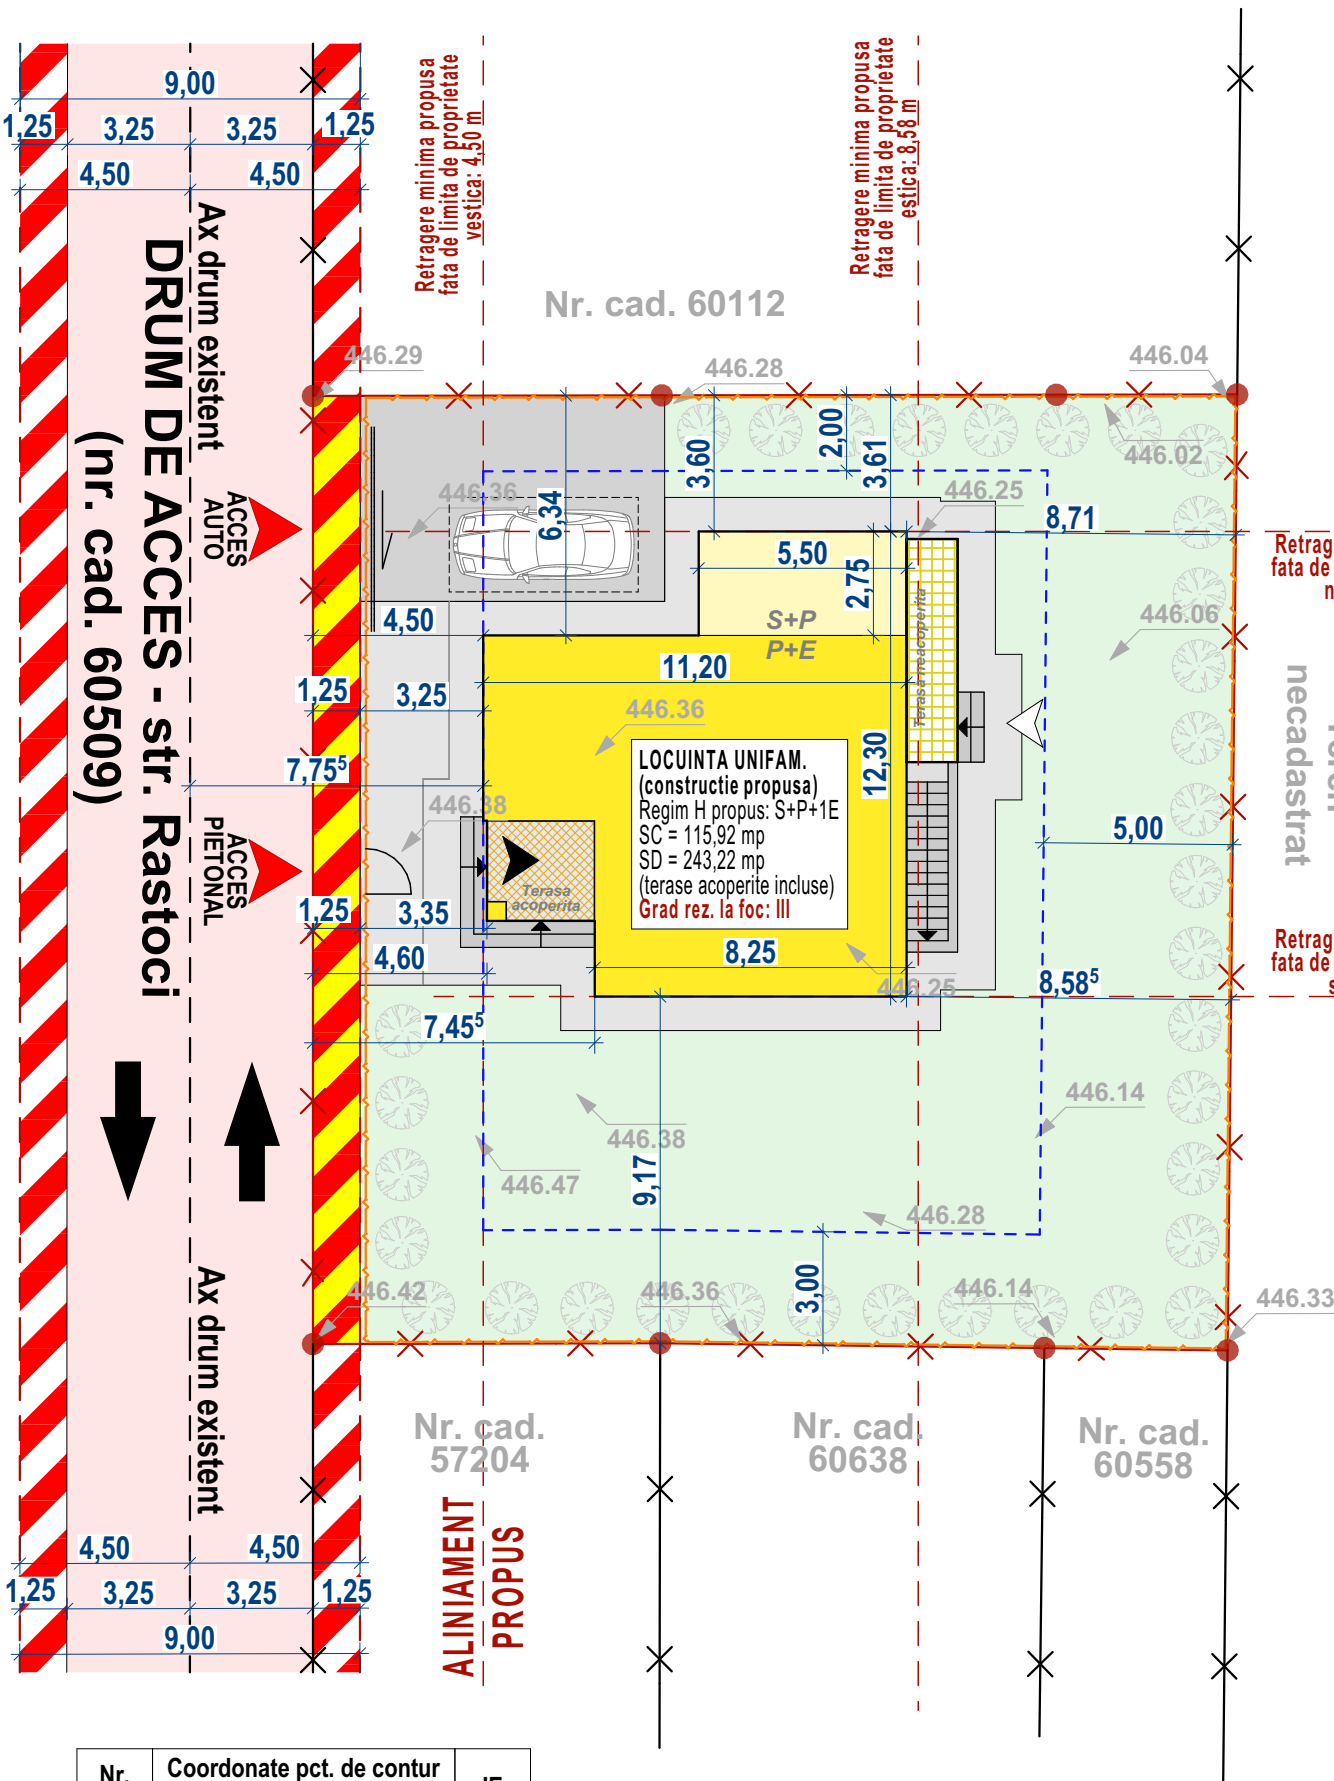 9,00
1,25
3,25
3,25
1,25
4,50
4,50
Ax drum existent
DRUM DE ACCES - str. Rastoci
(nr. cad. 60509)
Retragere minima propusa
fata de limita de proprietate
vestica: 4,50 m
Retragere minima propusa
fata de limita de proprietate
estica: 8,58 m
Nr. cad. 60112
446.29
446.28
446.04
446.02
3,60
2,00
3,61
6,34
446.36
446.25
8,71
ACCES
AUTO
5,50
2,75
Retrag
fata de
n
4,50
S+P
P+E
Terasa neacoperita
446.06
11,20
1,25
3,25
446.36
necadastrat
7,75⁵
446.38
LOCUINTA UNIFAM.
(constructie propusa)
Regim H propus: S+P+1E
SC = 115,92 mp
SD = 243,22 mp
(terase acoperite incluse)
Grad rez. la foc: III
12,30
5,00
ACCES
PIETONAL
Terasa
acoperita
1,25
3,35
4,60
8,25
446.25
8,58⁵
Retrag
fata de
s
7,45⁵
446.38
446.47
446.14
9,17
446.28
3,00
446.42
446.36
446.14
446.33
Ax drum existent
Nr. cad.
57204
Nr. cad.
60638
Nr. cad.
60558
ALINIAMENT
PROPUS
4,50
4,50
1,25
3,25
3,25
1,25
9,00
Nr.
Coordonate pct. de contur